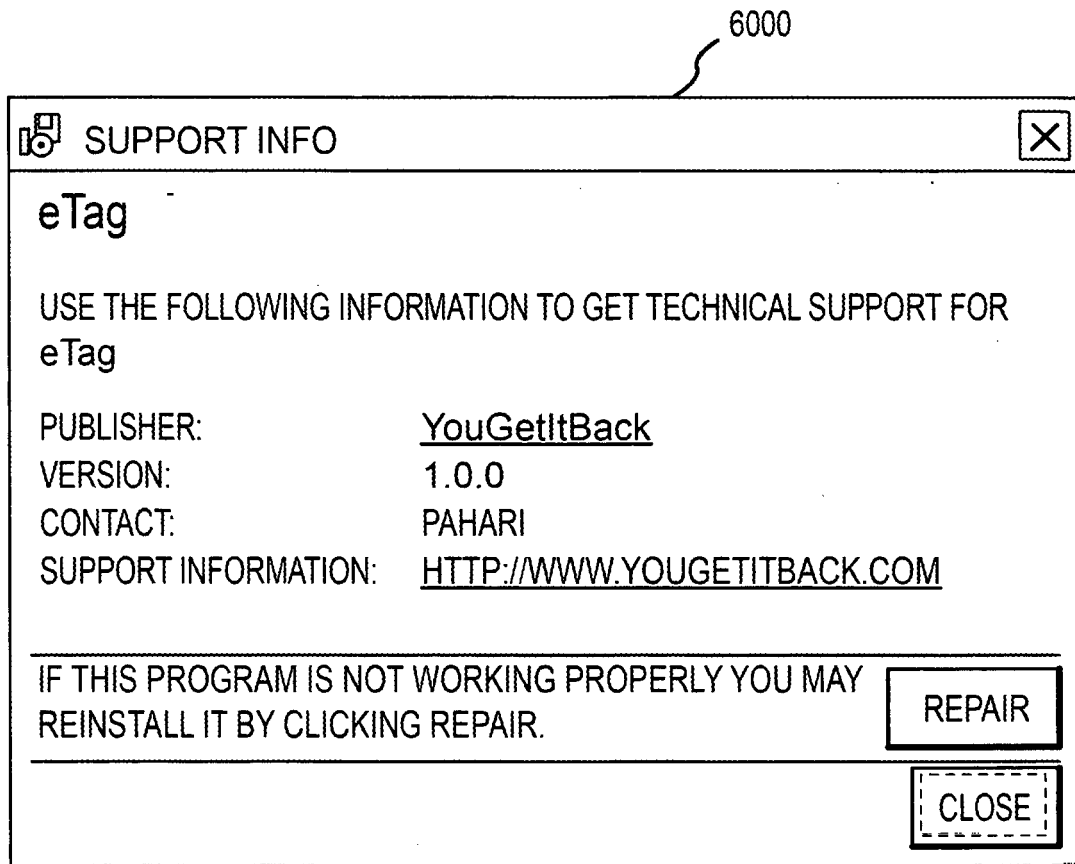 6000
SUPPORT INFO
eTag
USE THE FOLLOWING INFORMATION TO GET TECHNICAL SUPPORT FOR
eTag
PUBLISHER: YouGetItBack
VERSION: 1.0.0
CONTACT: PAHARI
SUPPORT INFORMATION: HTTP://WWW.YOUGETITBACK.COM
IF THIS PROGRAM IS NOT WORKING PROPERLY YOU MAY
REINSTALL IT BY CLICKING REPAIR.
REPAIR
CLOSE